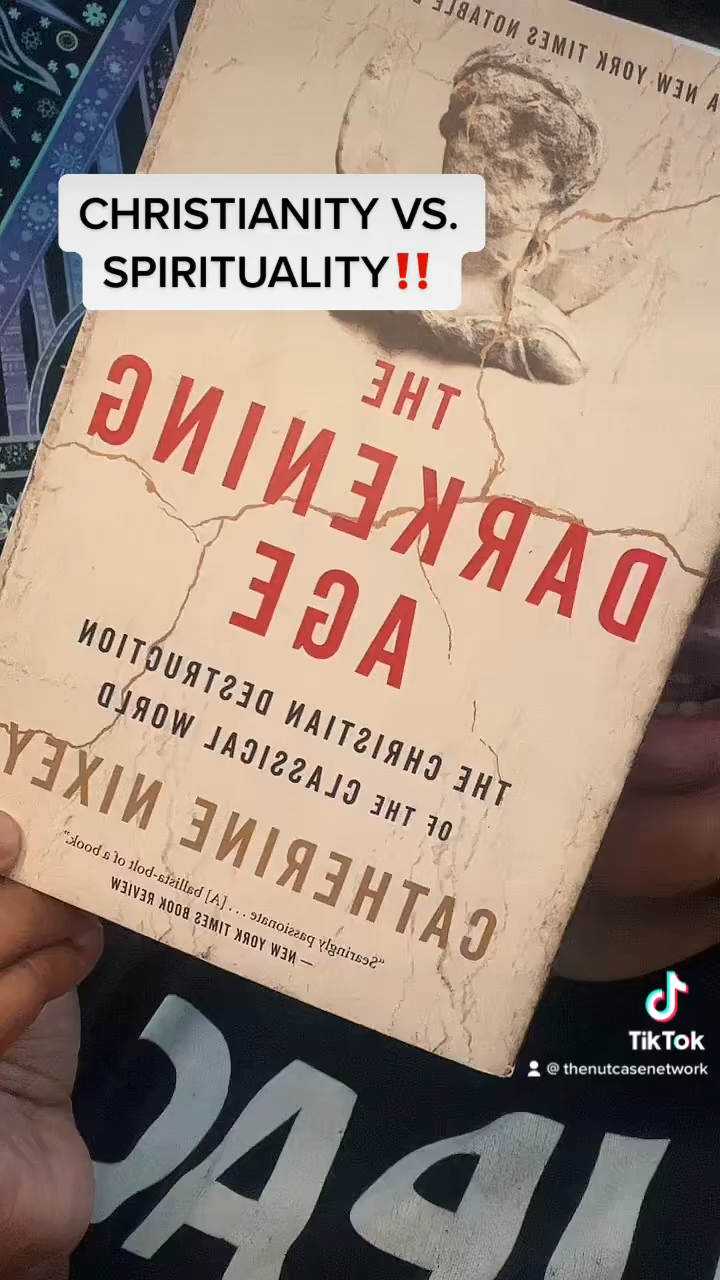 A NEW YORK TIMES NOTABLE
CHRISTIANITY VS.
SPIRITUALITY‼️
THE
DARKENING
AGE
THE CHRISTIAN DESTRUCTION
OF THE CLASSICAL WORLD
CATHERINE NIXEY
"Searingly passionate . . . . [A] ballista-bolt of a book."
— NEW YORK TIMES BOOK REVIEW
TikTok
@ thenutcasenetwork